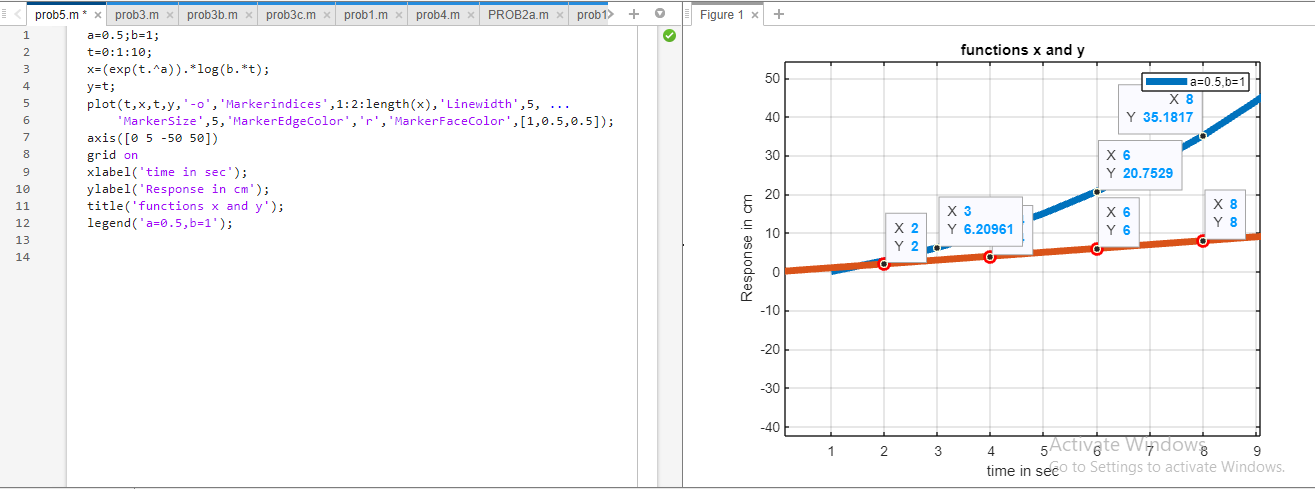 prob5.m * × prob3.m × prob3b.m × prob3c.m × prob1.m × prob4.m × PROB2a.m × prob1
1 a=0.5;b=1;
2 t=0:1:10;
3 x=(exp(t.^a)).*log(b.*t);
4 y=t;
5 plot(t,x,t,y,'-o','Markerindices',1:2:length(x),'Linewidth',5, ...
6 'MarkerSize',5,'MarkerEdgeColor','r','MarkerFaceColor',[1,0.5,0.5]);
7 axis([0 5 -50 50])
8 grid on
9 xlabel('time in sec');
10 ylabel('Response in cm');
11 title('functions x and y');
12 legend('a=0.5,b=1');
13
14
Figure 1 ×
functions x and y
a=0.5,b=1
X 8
Y 35.1817
X 6
Y 20.7529
X 3
Y 6.20961
X 2
Y 2
X 6
Y 6
X 8
Y 8
50
40
30
20
10
0
-10
-20
-30
-40
Response in cm
1 2 3 4 5 6 7 8 9
time in sec
Activate Windows
Go to Settings to activate Windows.